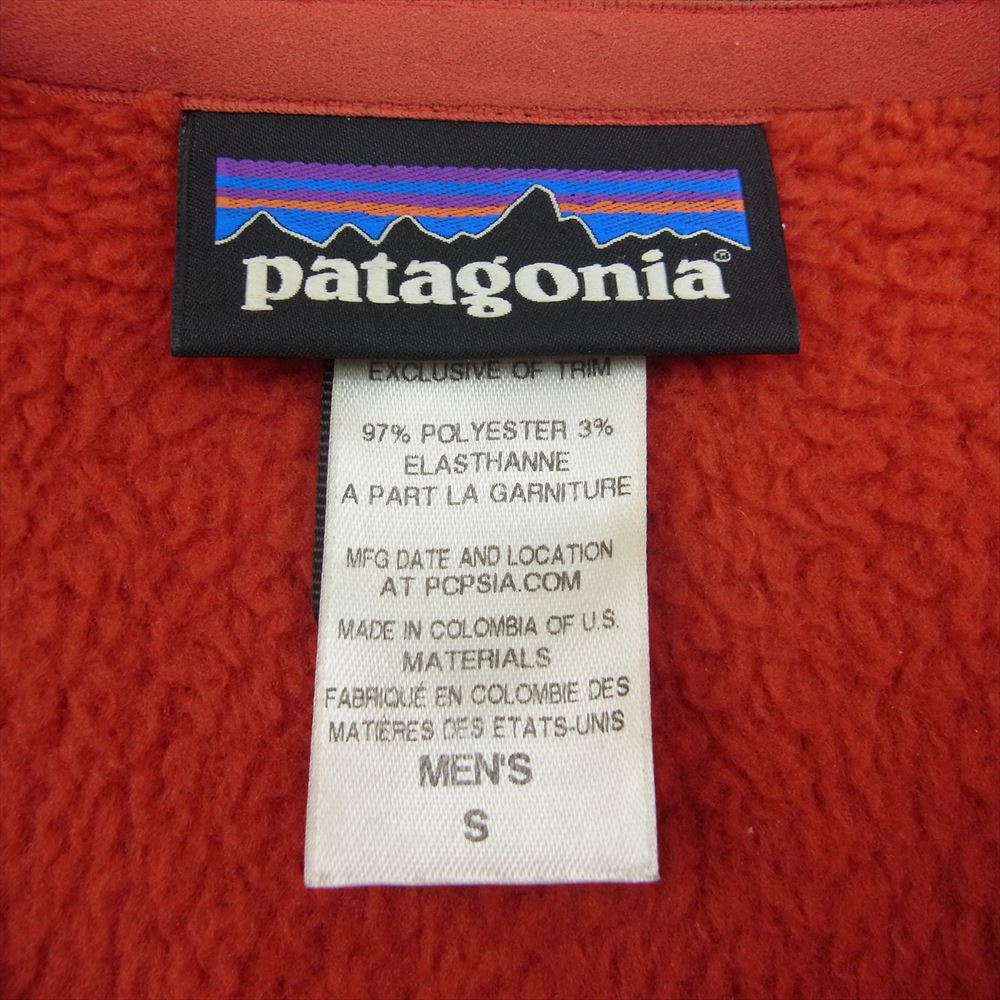 patagonia®
EXCLUSIVE OF TRIM
97% POLYESTER 3%
ELASTHANNE
A PART LA GARNITURE
MFG DATE AND LOCATION
AT PCPSIA.COM
MADE IN COLOMBIA OF U.S.
MATERIALS
FABRIQUÉ EN COLOMBIE DES
MATIÈRES DES ETATS-UNIS
MEN'S
S